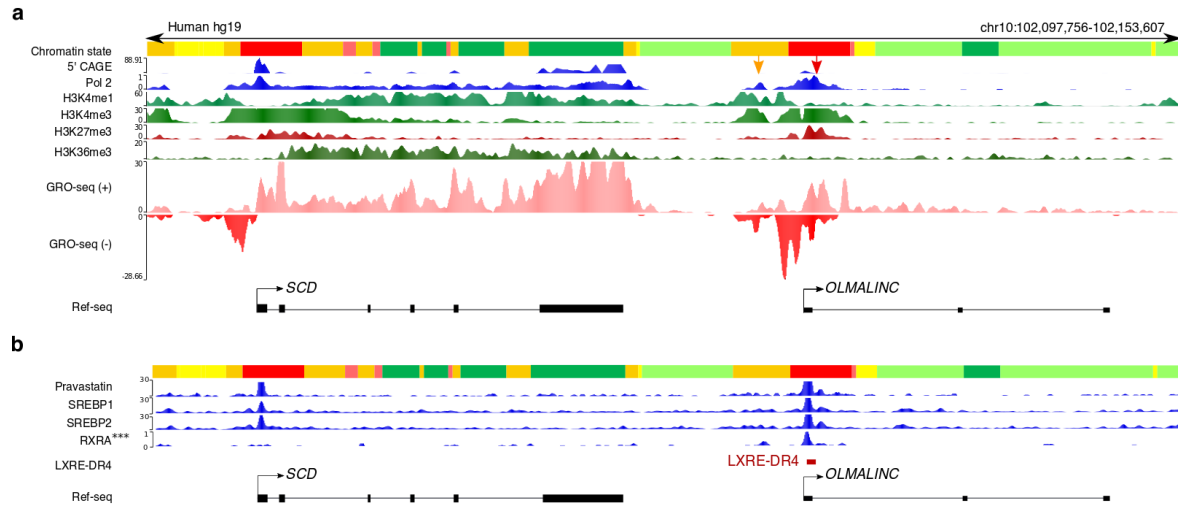 a
Human hg19 chr10:102,097,756-102,153,607
Chromatin state
88.91
5' CAGE
1
Pol 2
0
60
H3K4me1
0
30
H3K4me3
0
30
H3K27me3
0
20
H3K36me3
30
GRO-seq (+)
0
0
GRO-seq (-)
-28.66
SCD OLMALINC
Ref-seq
b
30
Pravastatin
30
SREBP1
30
SREBP2
1
RXRA***
0
LXRE-DR4 LXRE-DR4
SCD OLMALINC
Ref-seq